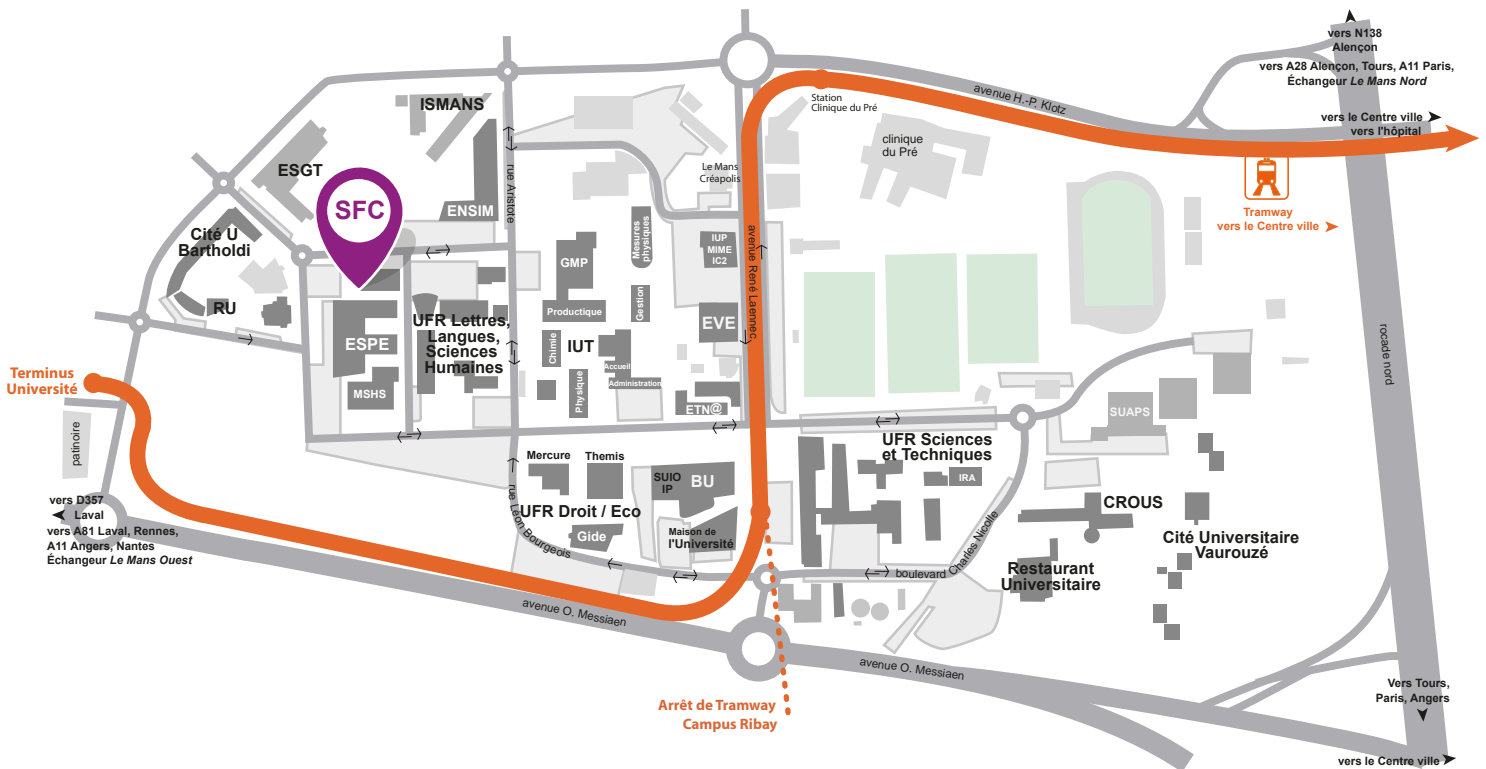 vers N138
Alençon
vers A28 Alençon, Tours, A11 Paris,
Échangeur Le Mans Nord
avenue H.-P. Klotz
Station
Clinique du Pré
vers le Centre ville
vers l'hôpital
ISMANS
ESGT
clinique
du Pré
Le Mans
Créapolis
rue Aristote
SFC
ENSIM
Tramway
vers le Centre ville
Cité U
Bartholdi
Mesures
physiques
IUP
MIME
IC2
avenue René Laennec
GMP
RU
Productique
Gestion
EVE
UFR Lettres,
Langues,
Sciences
Humaines
ESPE
Chimie
IUT
rocade nord
Terminus
Université
Accueil
Administration
Physique
MSHS
ETN@
SUAPS
patinoire
UFR Sciences
et Techniques
Mercure
Themis
SUIO
IP
BU
IRA
vers D357
Laval
vers A81 Laval, Rennes,
A11 Angers, Nantes
Échangeur Le Mans Ouest
rue Léon Bourgeois
UFR Droit / Eco
Gide
Maison de
l'Université
CROUS
Cité Universitaire
Vaurouzé
boulevard Charles Nicolle
Restaurant
Universitaire
avenue O. Messiaen
avenue O. Messiaen
Arrêt de Tramway
Campus Ribay
Vers Tours,
Paris, Angers
vers le Centre ville